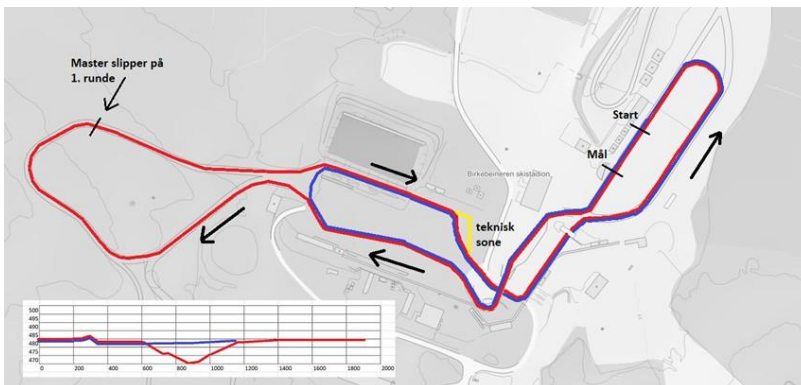 Master slipper på
1. runde
Start
Mål
Birkebeineren skistadion
teknisk
sone
500
495
490
485
480
475
470
0 200 400 600 800 1000 1200 1400 1600 1800 2000